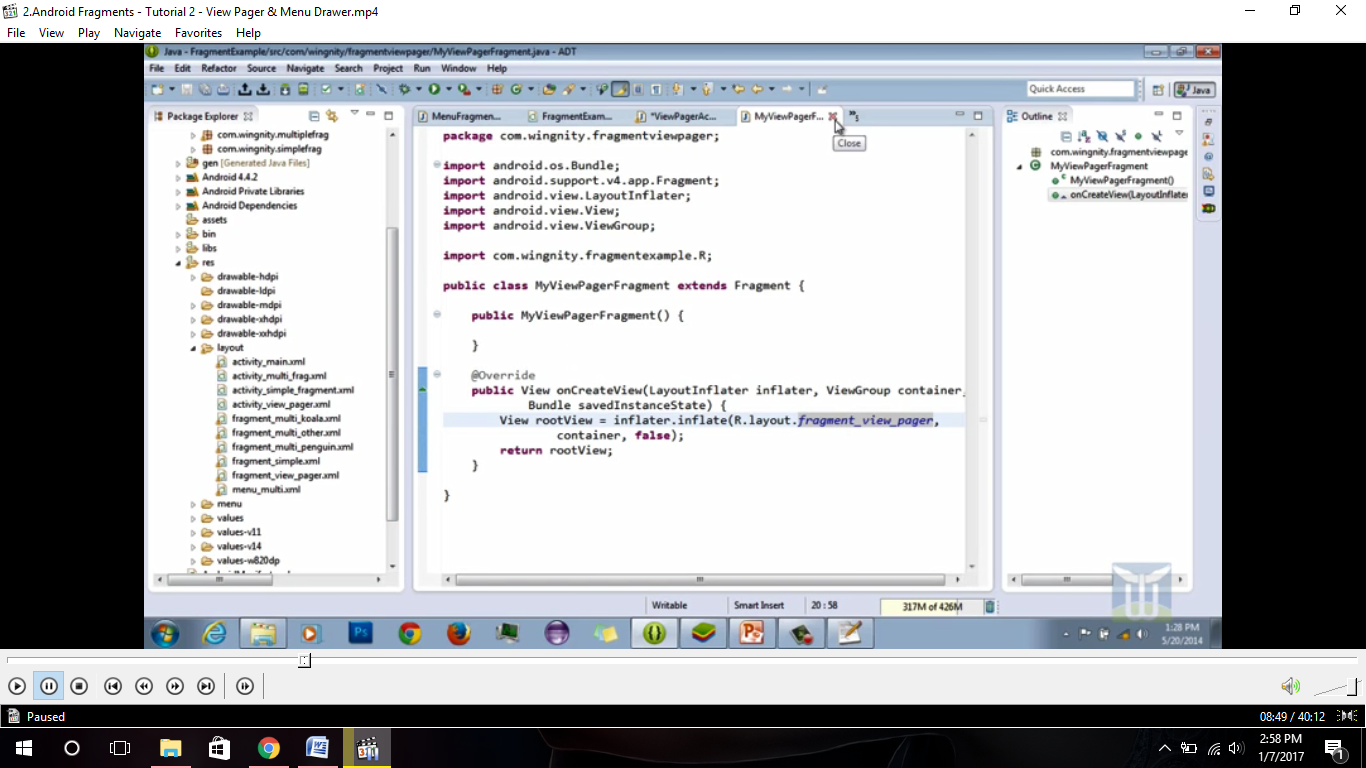 2.Android Fragments - Tutorial 2 - View Pager & Menu Drawer.mp4
File View Play Navigate Favorites Help
Java - FragmentExample/src/com/wingnity/fragmentviewpager/MyViewPagerFragment.java - ADT
File Edit Refactor Source Navigate Search Project Run Window Help
Quick Access
Java
Package Explorer
com.wingnity.multiplefrag
com.wingnity.simplefrag
gen [Generated Java Files]
Android 4.4.2
Android Private Libraries
Android Dependencies
assets
bin
libs
res
drawable-hdpi
drawable-ldpi
drawable-mdpi
drawable-xhdpi
drawable-xxhdpi
layout
activity_main.xml
activity_multi_frag.xml
activity_simple_fragment.xml
activity_view_pager.xml
fragment_multi_koala.xml
fragment_multi_other.xml
fragment_multi_penguin.xml
fragment_simple.xml
fragment_view_pager.xml
menu_multi.xml
menu
values
values-v11
values-v14
values-w820dp
MenuFragmen... FragmentExam... *ViewPagerAc... MyViewPagerF... »5
Close
package com.wingnity.fragmentviewpager;
import android.os.Bundle;
import android.support.v4.app.Fragment;
import android.view.LayoutInflater;
import android.view.View;
import android.view.ViewGroup;
import com.wingnity.fragmentexample.R;
public class MyViewPagerFragment extends Fragment {
public MyViewPagerFragment() {
}
@Override
public View onCreateView(LayoutInflater inflater, ViewGroup container,
Bundle savedInstanceState) {
View rootView = inflater.inflate(R.layout.fragment_view_pager,
container, false);
return rootView;
}
}
Outline
com.wingnity.fragmentviewpage
MyViewPagerFragment
MyViewPagerFragment()
onCreateView(LayoutInflater
Writable Smart Insert 20 : 58 317M of 426M
1:28 PM
5/20/2014
Paused
08:49 / 40:12
2:58 PM
1/7/2017
1